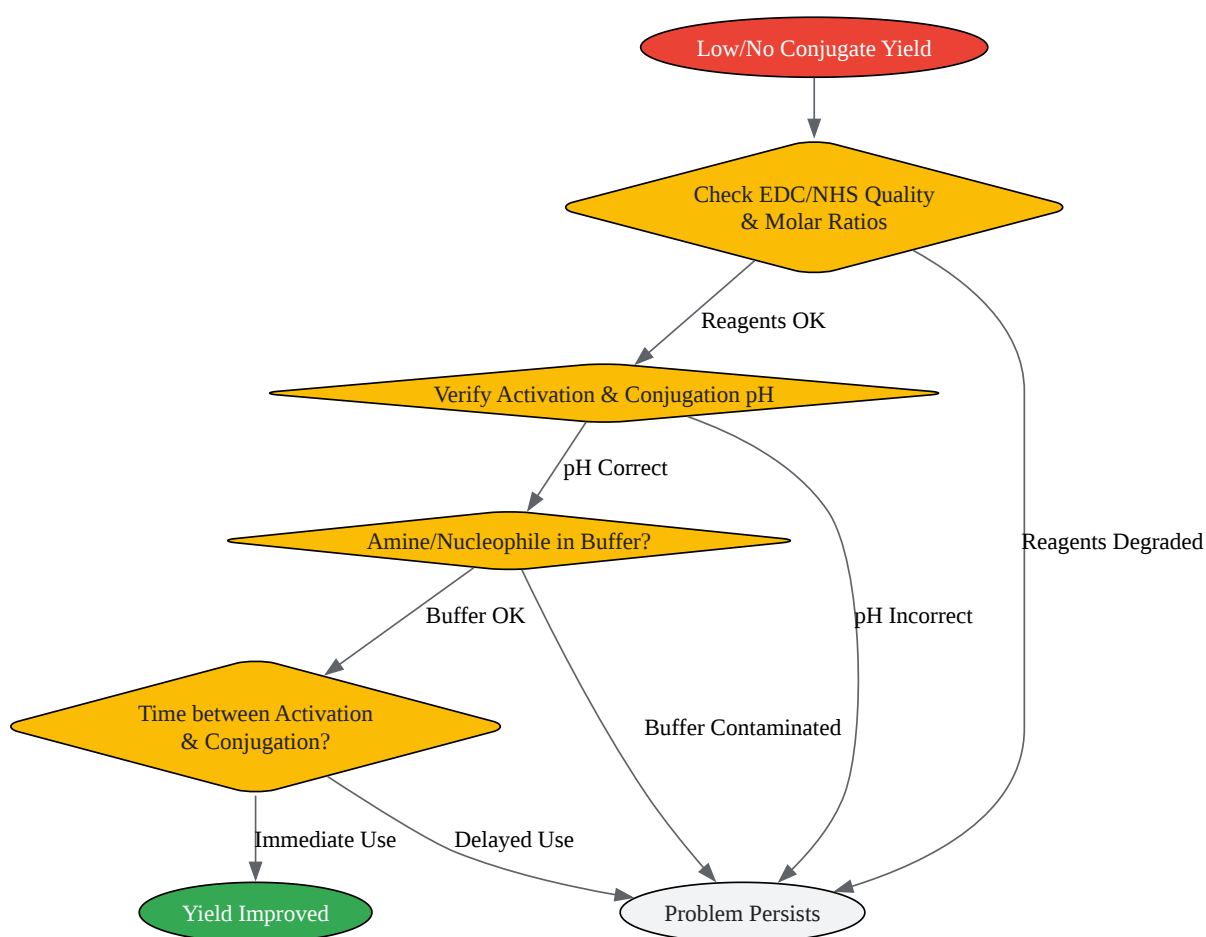 Low/No Conjugate Yield
Check EDC/NHS Quality
& Molar Ratios
Reagents OK
Verify Activation & Conjugation pH
pH Correct
Amine/Nucleophile in Buffer?
Reagents Degraded
Buffer OK
pH Incorrect
Time between Activation
& Conjugation?
Buffer Contaminated
Immediate Use
Delayed Use
Yield Improved
Problem Persists